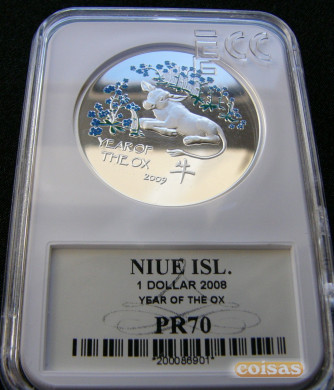 ECC
YEAR OF
THE OX
2009
牛
NIUE ISL.
1 DOLLAR 2008
YEAR OF THE OX
PR70
*200086901*
coisas